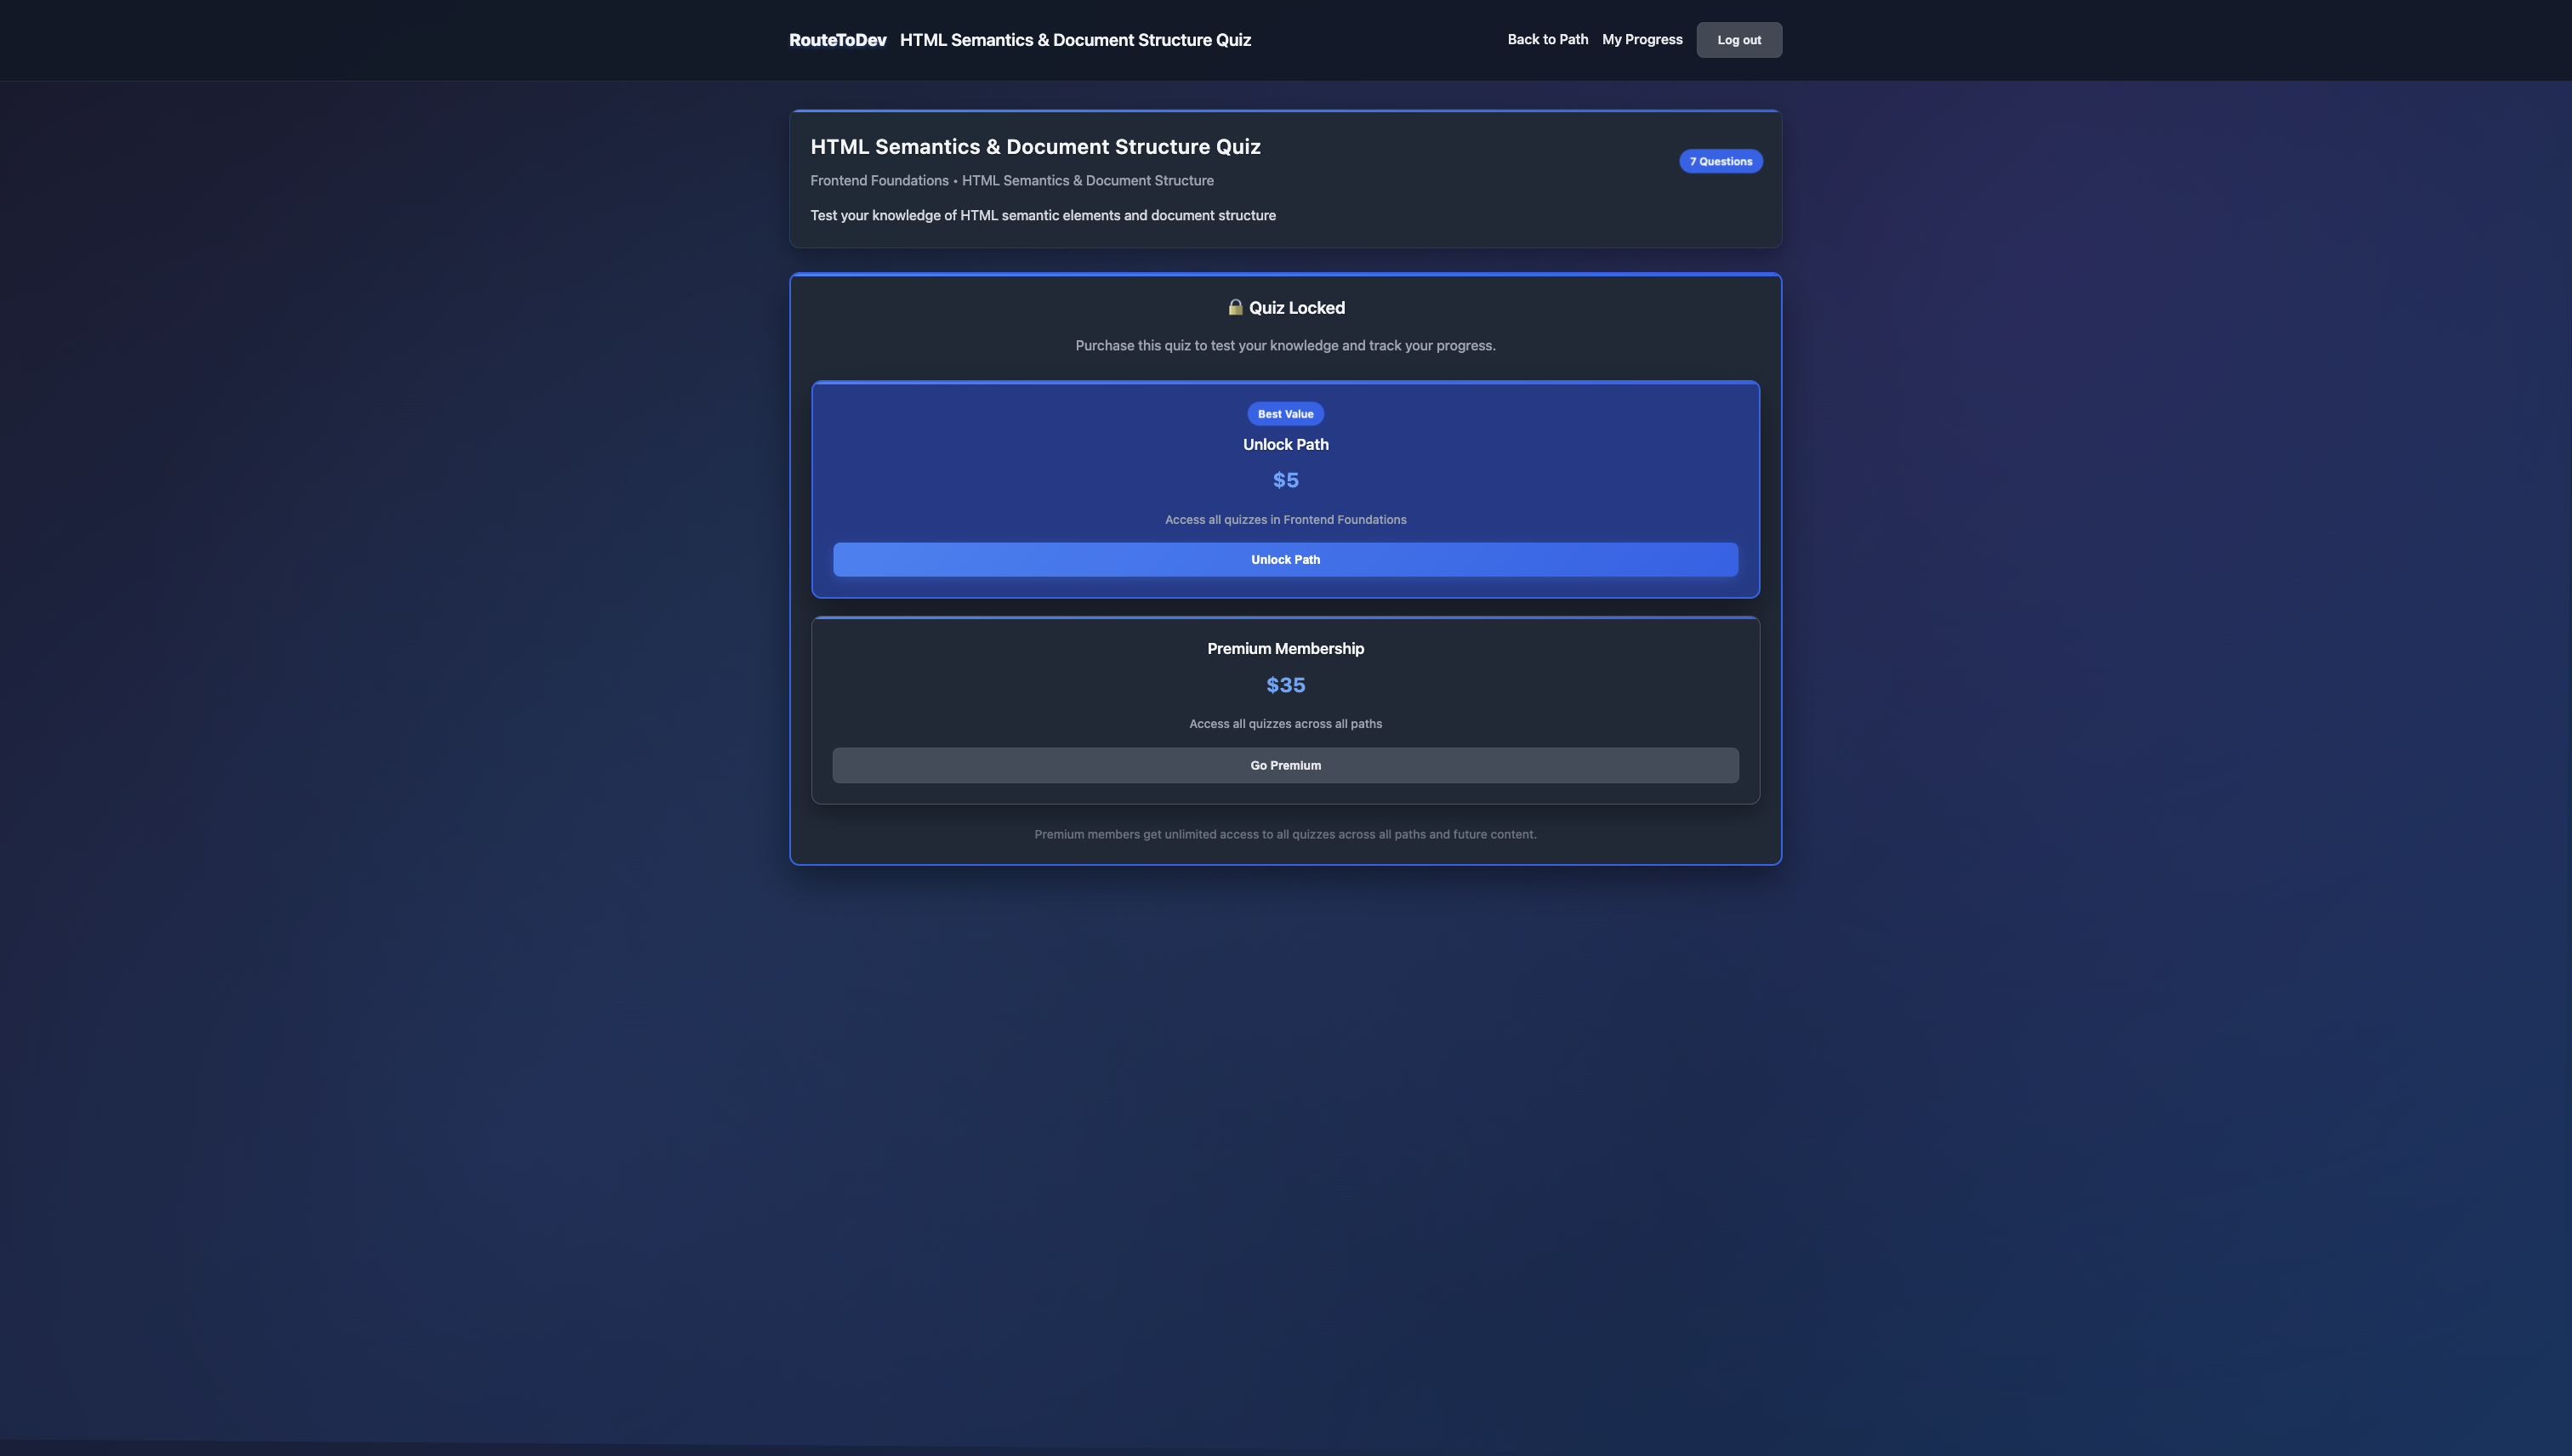 RouteToDev HTML Semantics & Document Structure Quiz Back to Path My Progress Log out
HTML Semantics & Document Structure Quiz
7 Questions
Frontend Foundations • HTML Semantics & Document Structure
Test your knowledge of HTML semantic elements and document structure
🔒 Quiz Locked
Purchase this quiz to test your knowledge and track your progress.
Best Value
Unlock Path
$5
Access all quizzes in Frontend Foundations
Unlock Path
Premium Membership
$35
Access all quizzes across all paths
Go Premium
Premium members get unlimited access to all quizzes across all paths and future content.